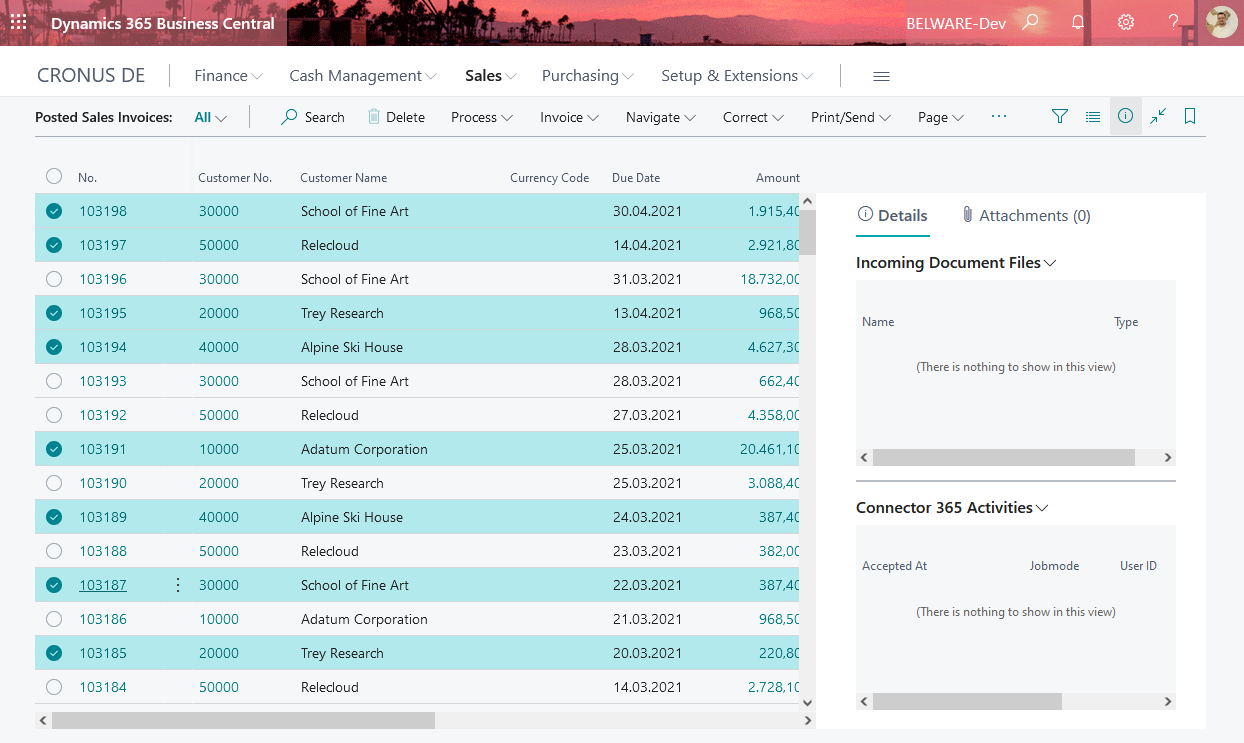 Dynamics 365 Business Central BELWARE-Dev ?
CRONUS DE Finance Cash Management Sales Purchasing Setup & Extensions
Posted Sales Invoices: All Search Delete Process Invoice Navigate Correct Print/Send Page ...
No. Customer No. Customer Name Currency Code Due Date Amount
103198 30000 School of Fine Art 30.04.2021 1.915,40
103197 50000 Relecloud 14.04.2021 2.921,80
103196 30000 School of Fine Art 31.03.2021 18.732,00
103195 20000 Trey Research 13.04.2021 968,50
103194 40000 Alpine Ski House 28.03.2021 4.627,30
103193 30000 School of Fine Art 28.03.2021 662,40
103192 50000 Relecloud 27.03.2021 4.358,00
103191 10000 Adatum Corporation 25.03.2021 20.461,10
103190 20000 Trey Research 25.03.2021 3.088,40
103189 40000 Alpine Ski House 24.03.2021 387,40
103188 50000 Relecloud 23.03.2021 382,00
103187 30000 School of Fine Art 22.03.2021 387,40
103186 10000 Adatum Corporation 21.03.2021 968,50
103185 20000 Trey Research 20.03.2021 220,80
103184 50000 Relecloud 14.03.2021 2.728,10
Details Attachments (0)
Incoming Document Files
Name Type
(There is nothing to show in this view)
Connector 365 Activities
Accepted At Jobmode User ID
(There is nothing to show in this view)